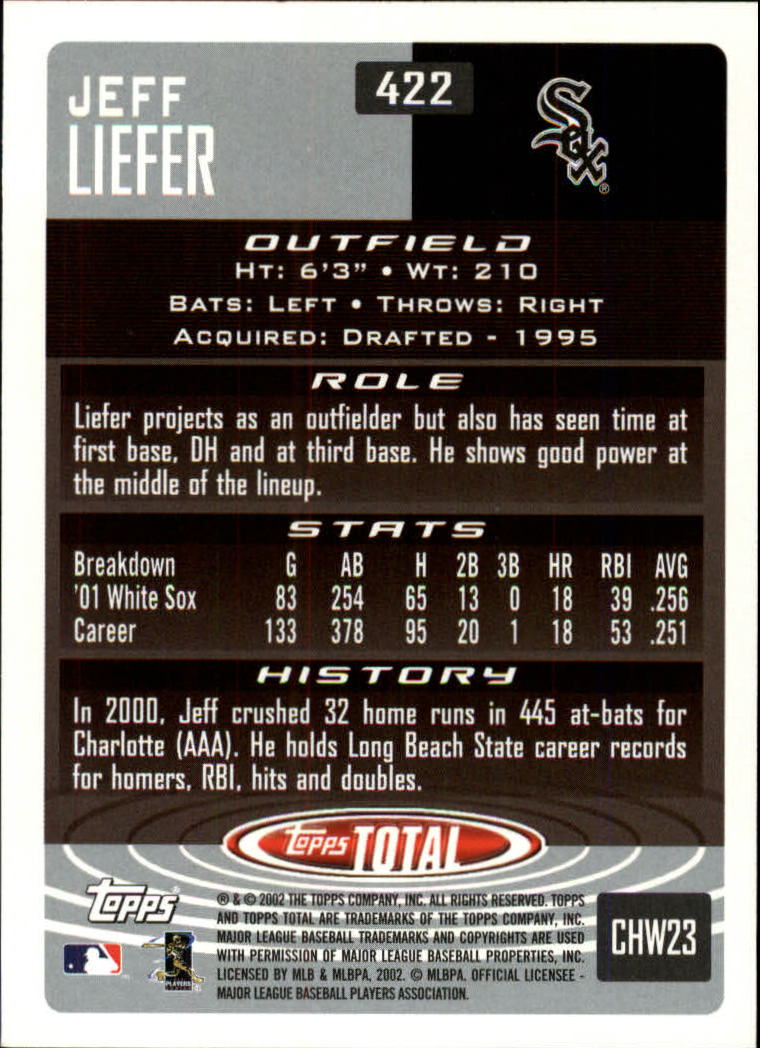 JEFF
LIEFER
422
Sox
®
OUTFIELD
HT: 6'3" • WT: 210
BATS: LEFT • THROWS: RIGHT
ACQUIRED: DRAFTED - 1995
ROLE
Liefer projects as an outfielder but also has seen time at
first base, DH and at third base. He shows good power at
the middle of the lineup.
STATS
Breakdown G AB H 2B 3B HR RBI AVG
'01 White Sox 83 254 65 13 0 18 39 .256
Career 133 378 95 20 1 18 53 .251
HISTORY
In 2000, Jeff crushed 32 home runs in 445 at-bats for
Charlotte (AAA). He holds Long Beach State career records
for homers, RBI, hits and doubles.
Topps TOTAL
Topps®
® & © 2002 THE TOPPS COMPANY, INC. ALL RIGHTS RESERVED. TOPPS
AND TOPPS TOTAL ARE TRADEMARKS OF THE TOPPS COMPANY, INC.
MAJOR LEAGUE BASEBALL TRADEMARKS AND COPYRIGHTS ARE USED
WITH PERMISSION OF MAJOR LEAGUE BASEBALL PROPERTIES, INC.
LICENSED BY MLB & MLBPA, 2002. © MLBPA. OFFICIAL LICENSEE -
MAJOR LEAGUE BASEBALL PLAYERS ASSOCIATION.
CHW23
PLAYERS